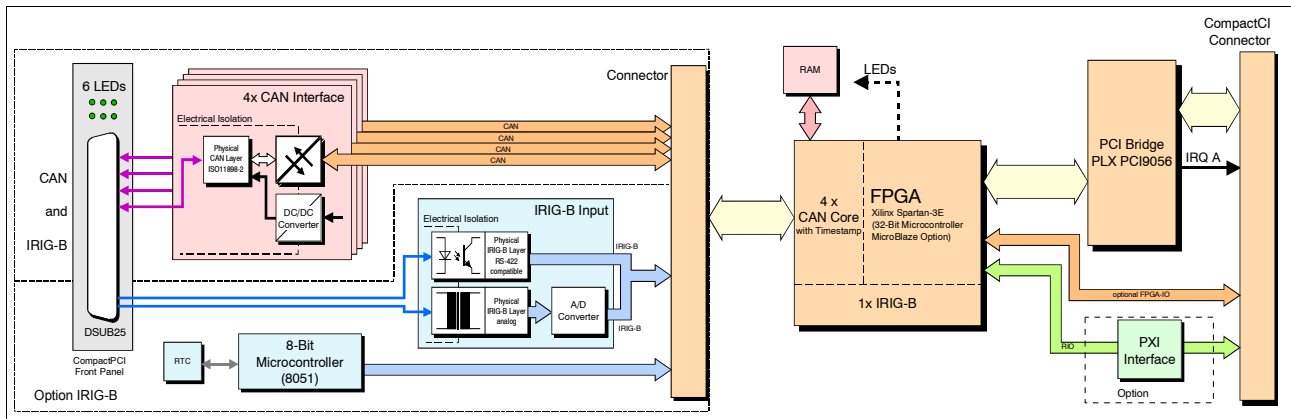 6 LEDs
CAN
and
IRIG-B
DSUB25
CompactPCI
Front Panel
Option IRIG-B
4x CAN Interface
Electrical Isolation
Physical
CAN Layer
ISO11898-2
DC/DC
Converter
CAN
CAN
CAN
CAN
Connector
IRIG-B Input
Electrical Isolation
Physical
IRIG-B Layer
RS-422
compatible
Physical
IRIG-B Layer
analog
A/D
Converter
IRIG-B
IRIG-B
RTC
8-Bit
Microcontroller
(8051)
RAM
LEDs
4 x
CAN Core
with Timestamp
FPGA
Xilinx Spartan-3E
(32-Bit Microcontroller
MicroBlaze Option)
1x IRIG-B
PCI Bridge
PLX PCI9056
IRQ A
CompactCI
Connector
optional FPGA-IO
RIO
PXI
Interface
Option